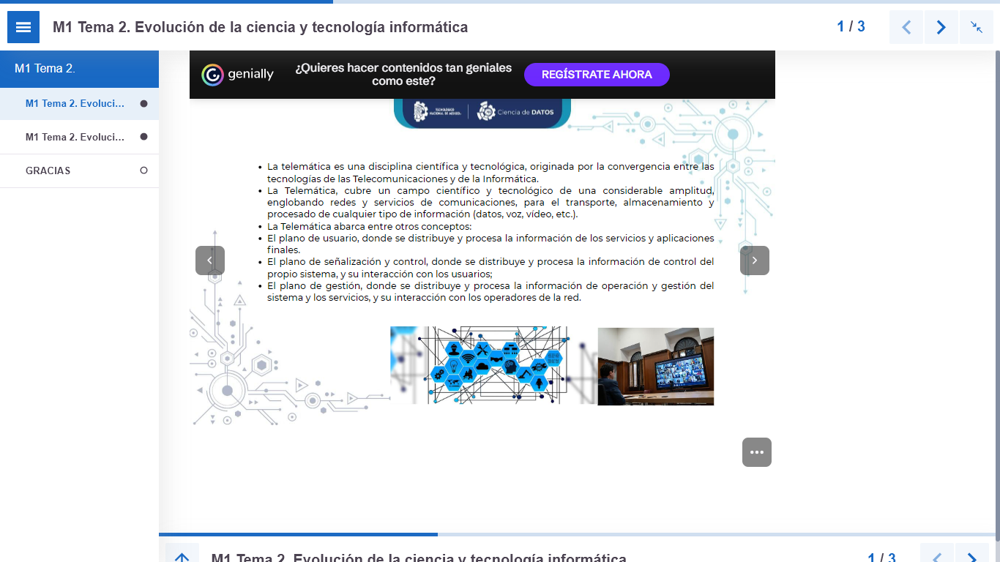 M1 Tema 2. Evolución de la ciencia y tecnología informática
1 / 3
M1 Tema 2.
M1 Tema 2. Evoluci...
M1 Tema 2. Evoluci...
GRACIAS
genially
¿Quieres hacer contenidos tan geniales
como este?
REGÍSTRATE AHORA
TECNOLÓGICO
NACIONAL DE MÉXICO
Ciencia de DATOS
• La telemática es una disciplina científica y tecnológica, originada por la convergencia entre las
tecnologías de las Telecomunicaciones y de la Informática.
• La Telemática, cubre un campo científico y tecnológico de una considerable amplitud,
englobando redes y servicios de comunicaciones, para el transporte, almacenamiento y
procesado de cualquier tipo de información (datos, voz, vídeo, etc.).
• La Telemática abarca entre otros conceptos:
• El plano de usuario, donde se distribuye y procesa la información de los servicios y aplicaciones
finales.
• El plano de señalización y control, donde se distribuye y procesa la información de control del
propio sistema, y su interacción con los usuarios;
• El plano de gestión, donde se distribuye y procesa la información de operación y gestión del
sistema y los servicios, y su interacción con los operadores de la red.
M1 Tema 2. Evolución de la ciencia y tecnología informática
1 / 3